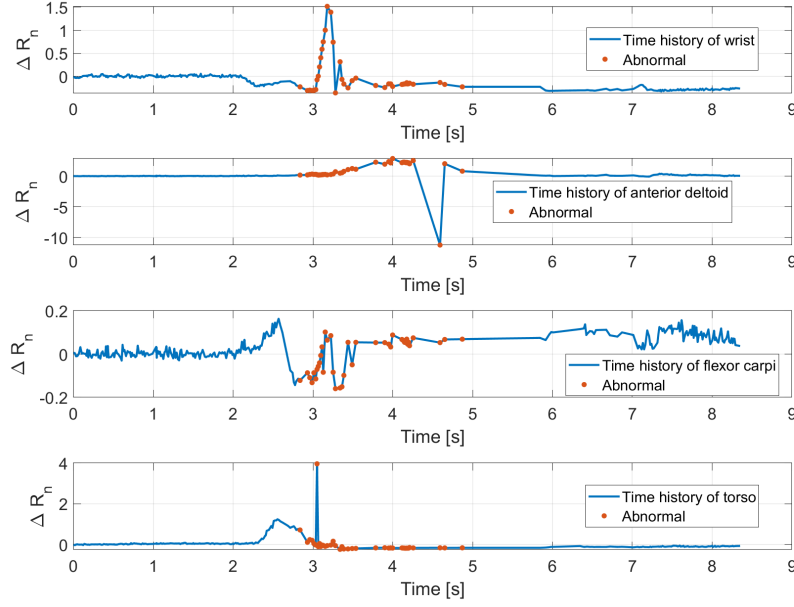 1.5
1
0.5
0
Δ Rn
0 1 2 3 4 5 6 7 8 9
Time [s]
Time history of wrist
Abnormal
0
-5
-10
Δ Rn
0 1 2 3 4 5 6 7 8 9
Time [s]
Time history of anterior deltoid
Abnormal
0.2
0
-0.2
Δ Rn
0 1 2 3 4 5 6 7 8 9
Time [s]
Time history of flexor carpi
Abnormal
4
2
0
Δ Rn
0 1 2 3 4 5 6 7 8 9
Time [s]
Time history of torso
Abnormal